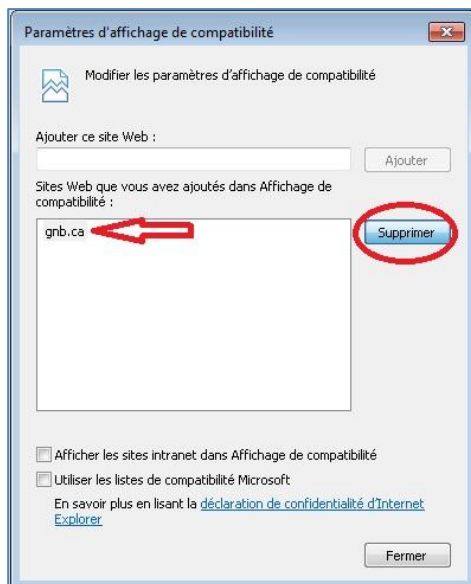 Paramètres d'affichage de compatibilité
Modifier les paramètres d'affichage de compatibilité
Ajouter ce site Web :
Ajouter
Sites Web que vous avez ajoutés dans Affichage de
compatibilité :
gnb.ca
Supprimer
Afficher les sites intranet dans Affichage de compatibilité
Utiliser les listes de compatibilité Microsoft
En savoir plus en lisant la déclaration de confidentialité d'Internet
Explorer
Fermer